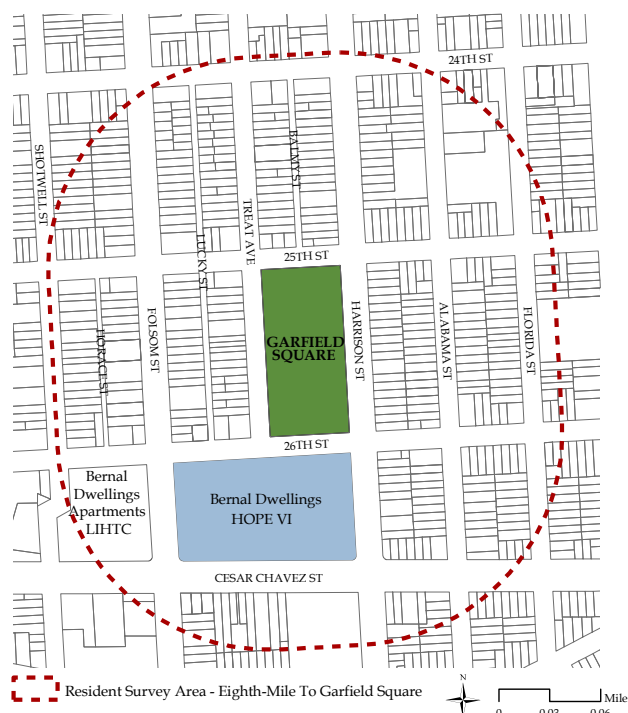 24TH ST
SHOTWELL ST
BALMY ST
TREAT AVE
LUCKY ST
25TH ST
HORACE ST
FOLSOM ST
GARFIELD
SQUARE
HARRISON ST
ALABAMA ST
FLORIDA ST
26TH ST
Bernal
Dwellings
Apartments
LIHTC
Bernal Dwellings
HOPE VI
CESAR CHAVEZ ST
Resident Survey Area - Eighth-Mile To Garfield Square
N
Mile
0 0.03 0.06